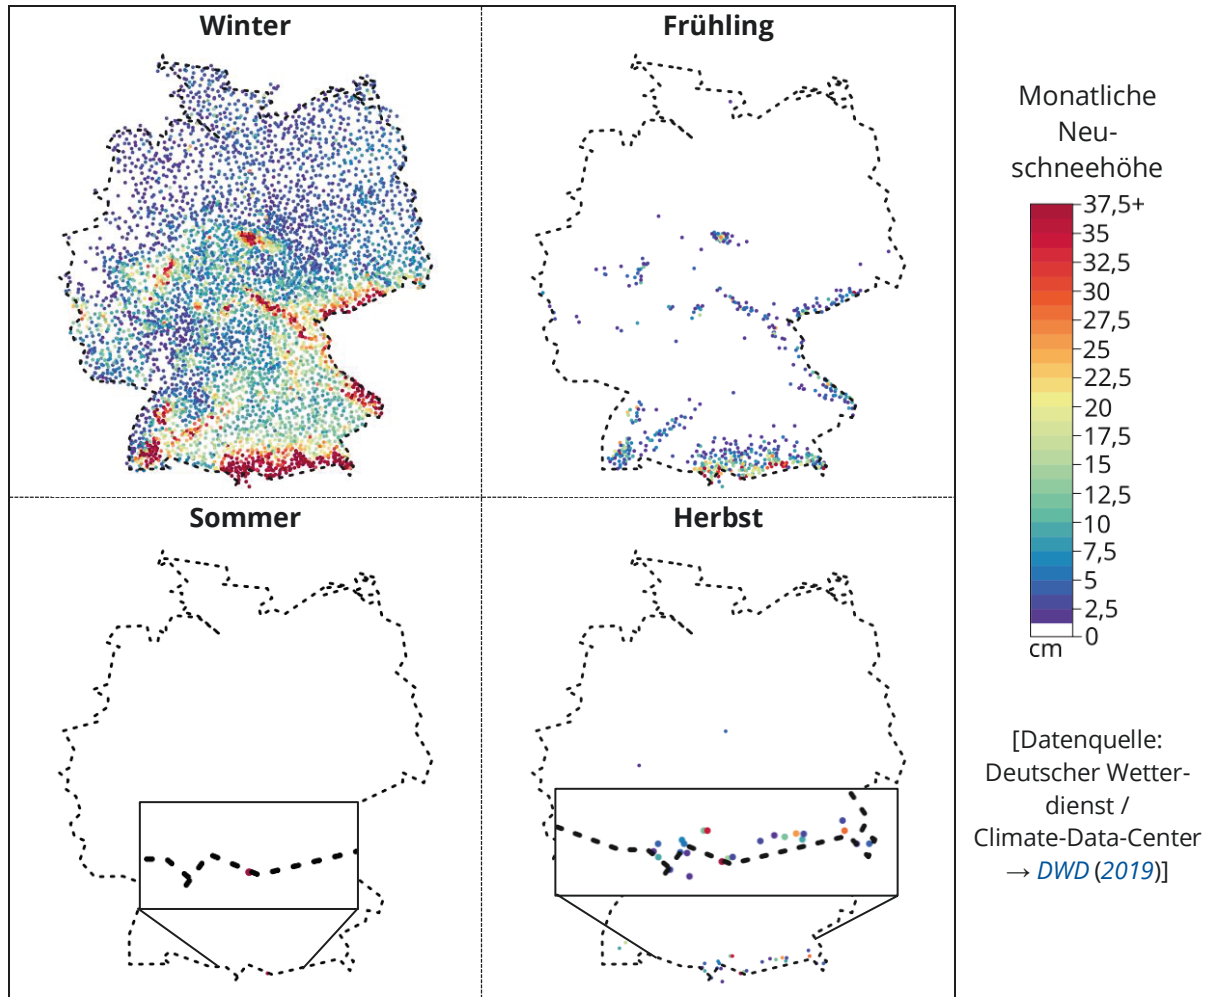 Winter
Frühling
Sommer
Herbst
Monatliche
Neu-
schneehöhe
37,5+
35
32,5
30
27,5
25
22,5
20
17,5
15
12,5
10
7,5
5
2,5
0
cm
[Datenquelle:
Deutscher Wetter-
dienst /
Climate-Data-Center
→ DWD (2019)]